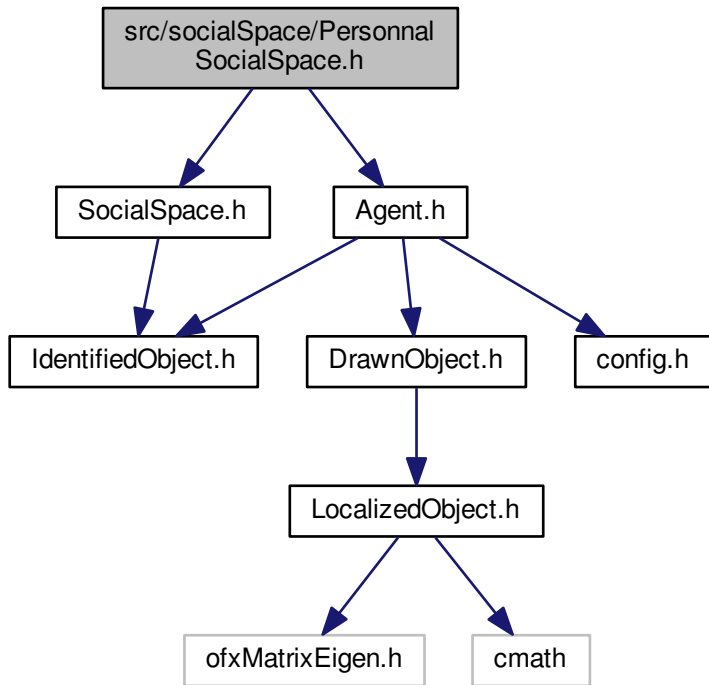 src/socialSpace/Personnal
SocialSpace.h
SocialSpace.h
Agent.h
IdentifiedObject.h
DrawnObject.h
config.h
LocalizedObject.h
ofxMatrixEigen.h
cmath